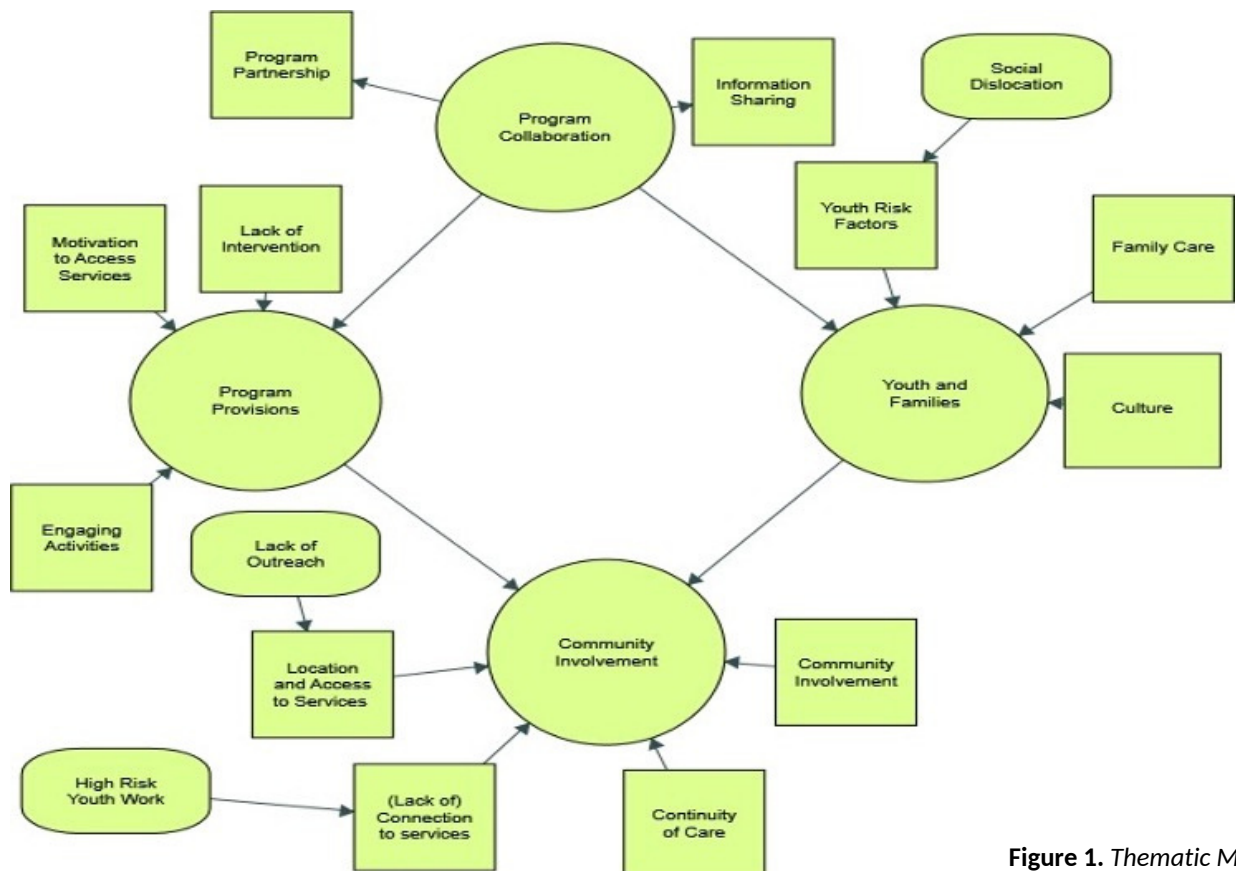 Program
Partnership
Program
Collaboration
Information
Sharing
Social
Dislocation
Motivation
to Access
Services
Lack of
Intervention
Youth Risk
Factors
Family Care
Program
Provisions
Youth and
Families
Culture
Engaging
Activities
Lack of
Outreach
Location
and Access
to Services
Community
Involvement
Community
Involvement
High Risk
Youth Work
(Lack of)
Connection
to services
Continuity
of Care
Figure 1. Thematic M